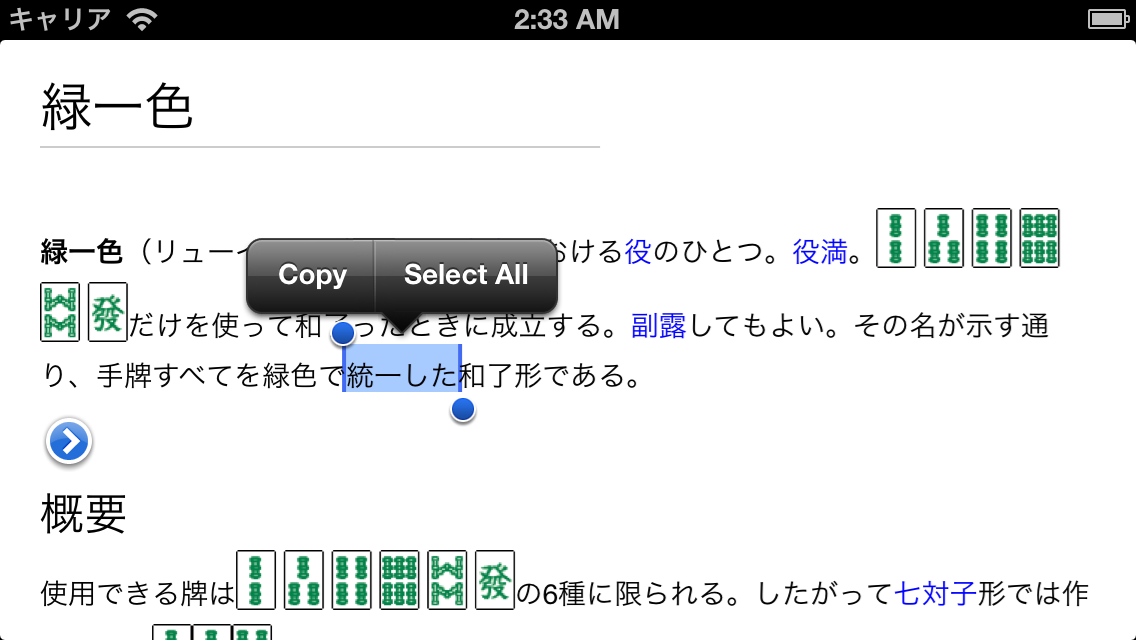 キャリア 2:33 AM
緑一色
緑一色（リューイ
おける役のひとつ。役満。
Copy Select All
發だけを使って和了ったときに成立する。副露してもよい。その名が示す通
り、手牌すべてを緑色で統一した和了形である。
概要
使用できる牌は發の6種に限られる。したがって七対子形では作